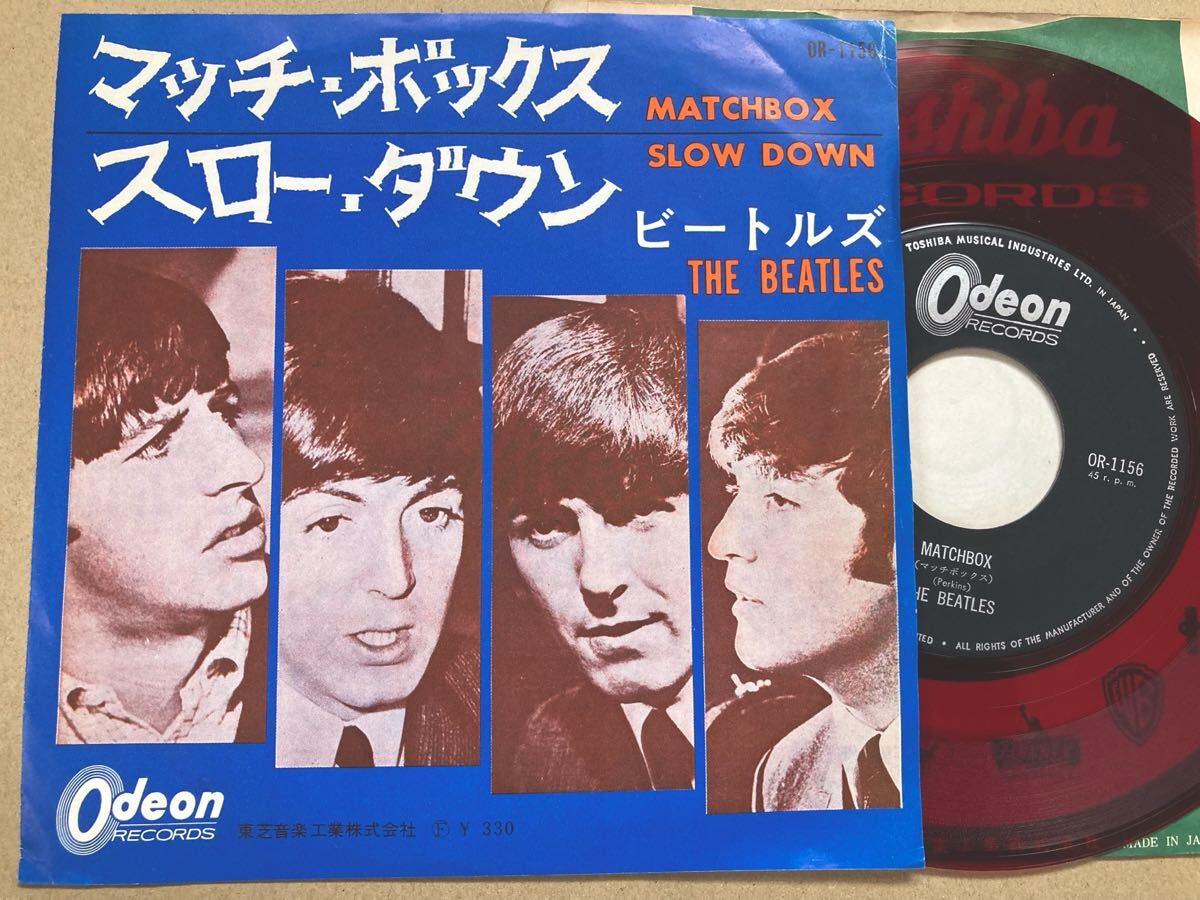 マッチ・ボックス
MATCHBOX
OR-1156
スロー・ダウン
SLOW DOWN
ビートルズ
THE BEATLES
Odeon
RECORDS
東芝音楽工業株式会社 Ⓕ ¥ 330
TOSHIBA MUSICAL INDUSTRIES LTD. IN JAPAN
Odeon
RECORDS
OR-1156
45 r.p.m.
MATCHBOX
(マッチボックス)
(Perkins)
THE BEATLES
ALL RIGHTS OF THE MANUFACTURER AND OF THE OWNER OF THE RECORDED WORK ARE RESERVED
MADE IN JA